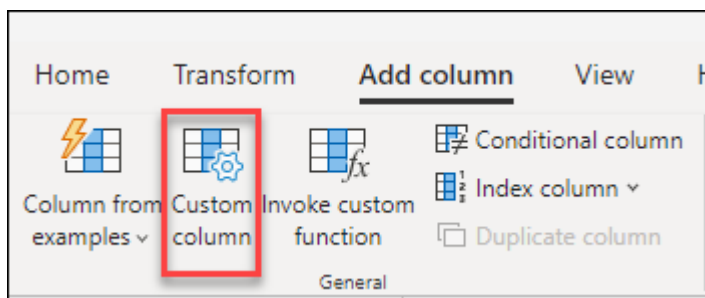 Home Transform Add column View
Conditional column
Column from Custom Invoke custom Index column
examples column function Duplicate column
General